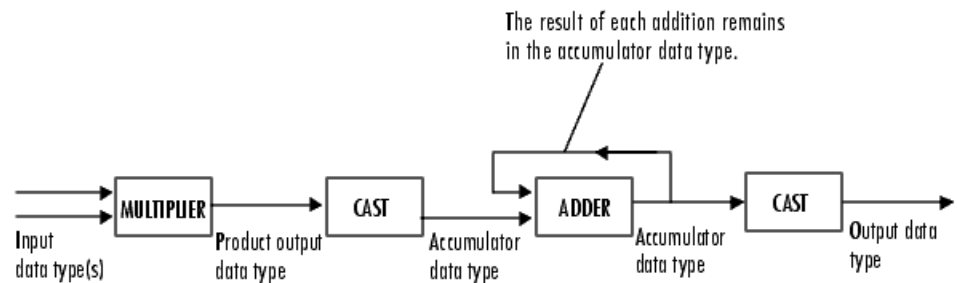 The result of each addition remains
in the accumulator data type.
MULTIPLIER
CAST
ADDER
CAST
Input
data type(s)
Product output
data type
Accumulator
data type
Accumulator
data type
Output data
type